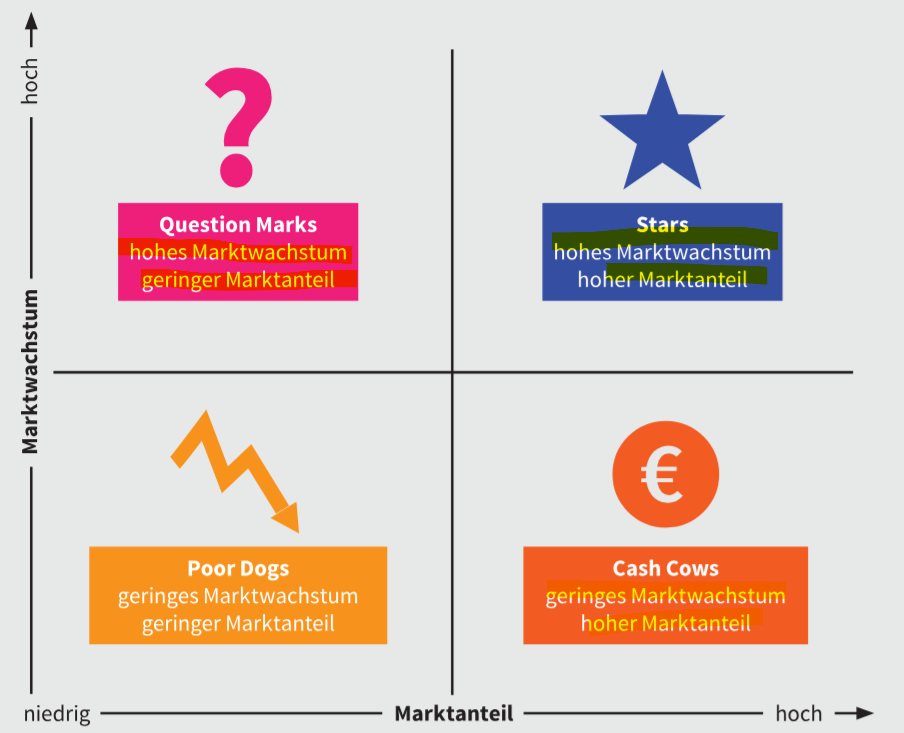 hoch
?
Question Marks
hohes Marktwachstum
geringer Marktanteil
Stars
hohes Marktwachstum
hoher Marktanteil
Marktwachstum
Poor Dogs
geringes Marktwachstum
geringer Marktanteil
€
Cash Cows
geringes Marktwachstum
hoher Marktanteil
niedrig
Marktanteil
hoch